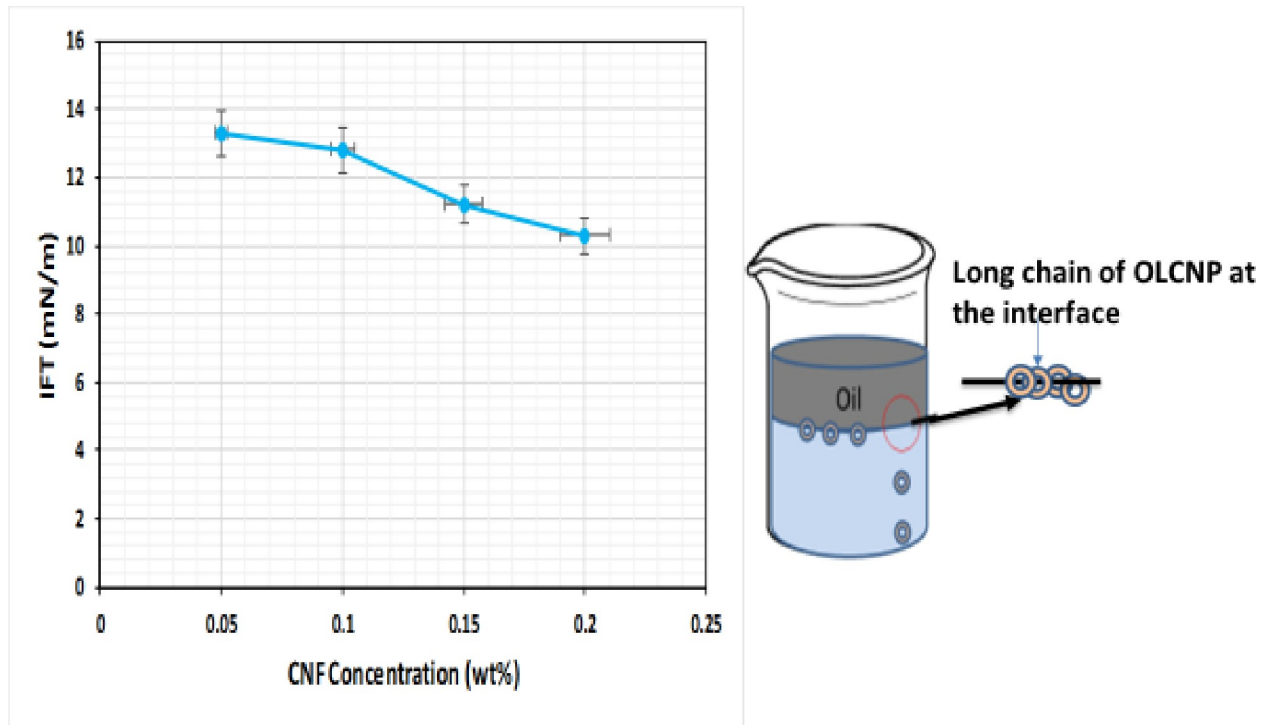 16
14
12
10
8
6
4
2
0
IFT (mN/m)
0 0.05 0.1 0.15 0.2 0.25
CNF Concentration (wt%)
Oil
Long chain of OLCNP at
the interface